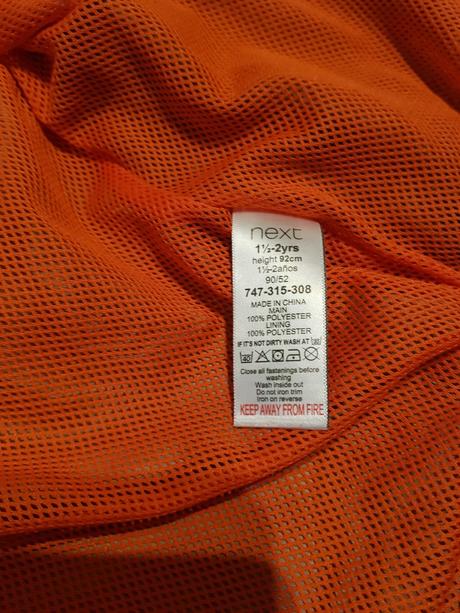 next
1½-2yrs
height 92cm
1½-2años
90/52
747-315-308
MADE IN CHINA
MAIN
100% POLYESTER
LINING
100% POLYESTER
IF IT'S NOT DIRTY WASH AT 30
40
Close all fastenings before
washing
Wash inside out
Do not iron trim
Iron on reverse
KEEP AWAY FROM FIRE